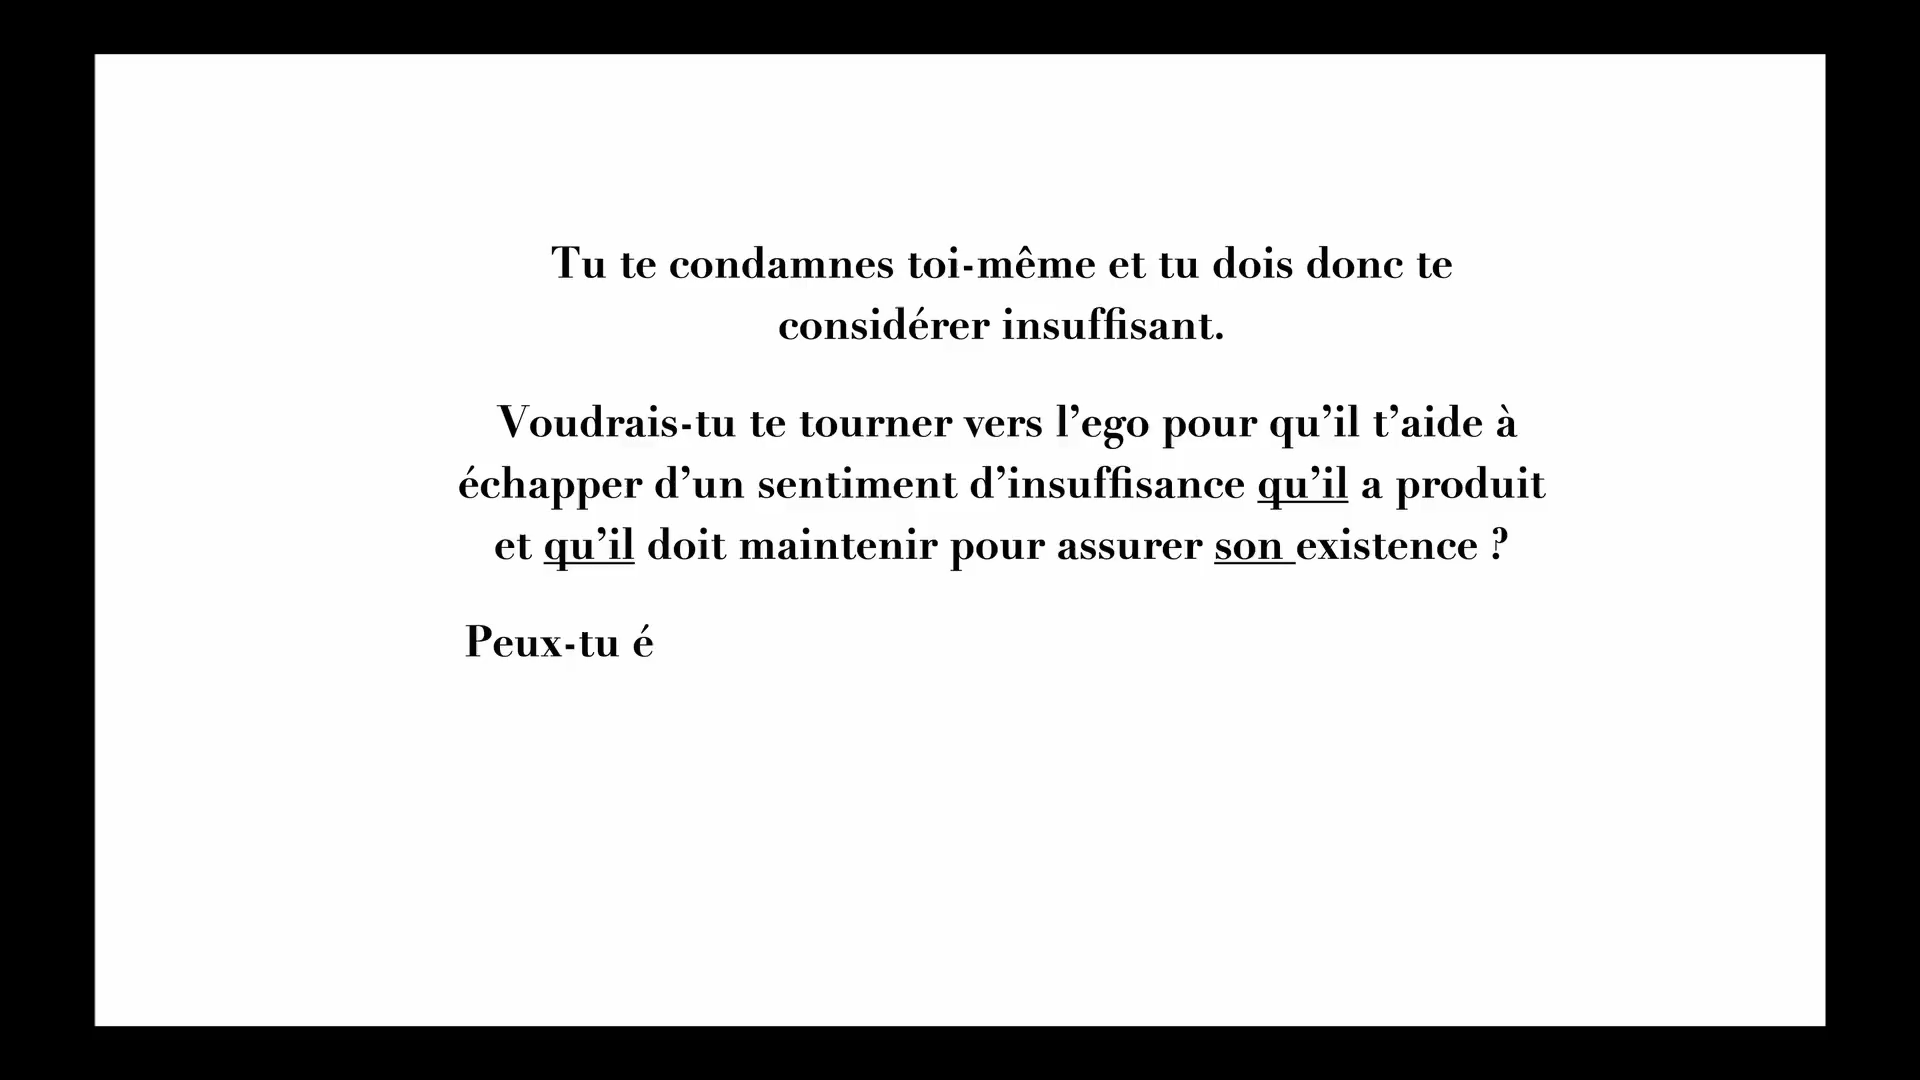 Tu te condamnes toi-même et tu dois donc te
considérer insuffisant.
Voudrais-tu te tourner vers l’ego pour qu’il t’aide à
échapper d’un sentiment d’insuffisance qu’il a produit
et qu’il doit maintenir pour assurer son existence ?
Peux-tu é